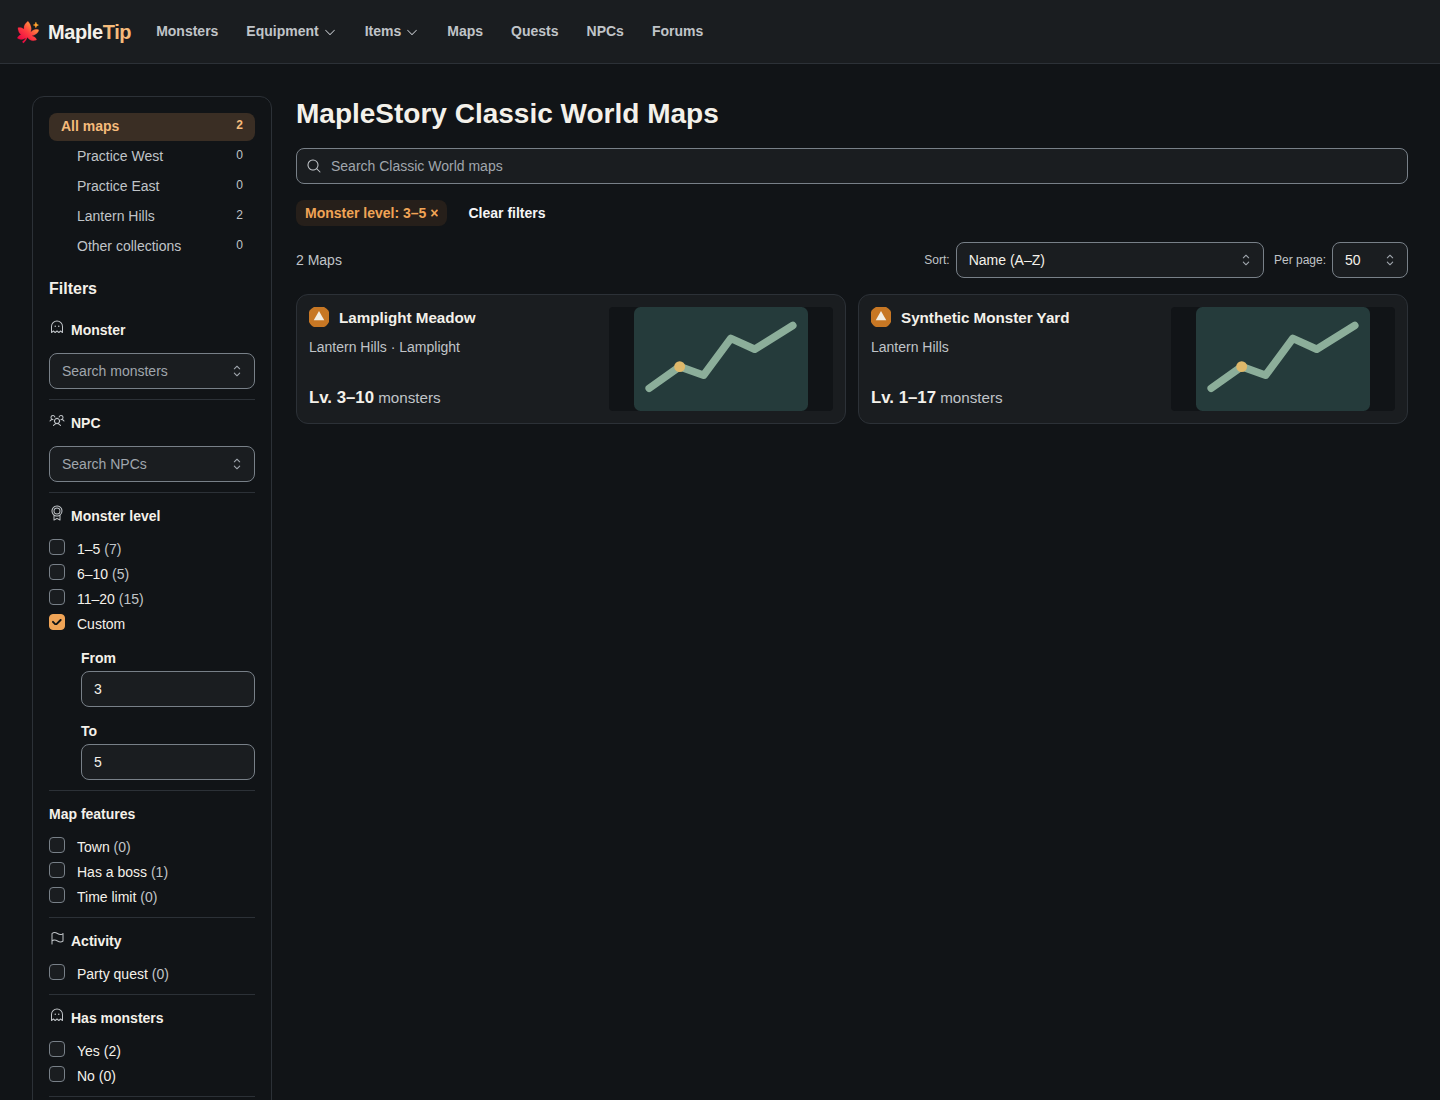 MapleTip
Monsters
Equipment
Items
Maps
Quests
NPCs
Forums
All maps 2
Practice West 0
Practice East 0
Lantern Hills 2
Other collections 0
Filters
Monster
Search monsters
NPC
Search NPCs
Monster level
1–5 (7)
6–10 (5)
11–20 (15)
Custom
From
3
To
5
Map features
Town (0)
Has a boss (1)
Time limit (0)
Activity
Party quest (0)
Has monsters
Yes (2)
No (0)
MapleStory Classic World Maps
Search Classic World maps
Monster level: 3–5 × Clear filters
2 Maps
Sort: Name (A–Z) Per page: 50
Lamplight Meadow
Lantern Hills · Lamplight
Lv. 3–10 monsters
Synthetic Monster Yard
Lantern Hills
Lv. 1–17 monsters